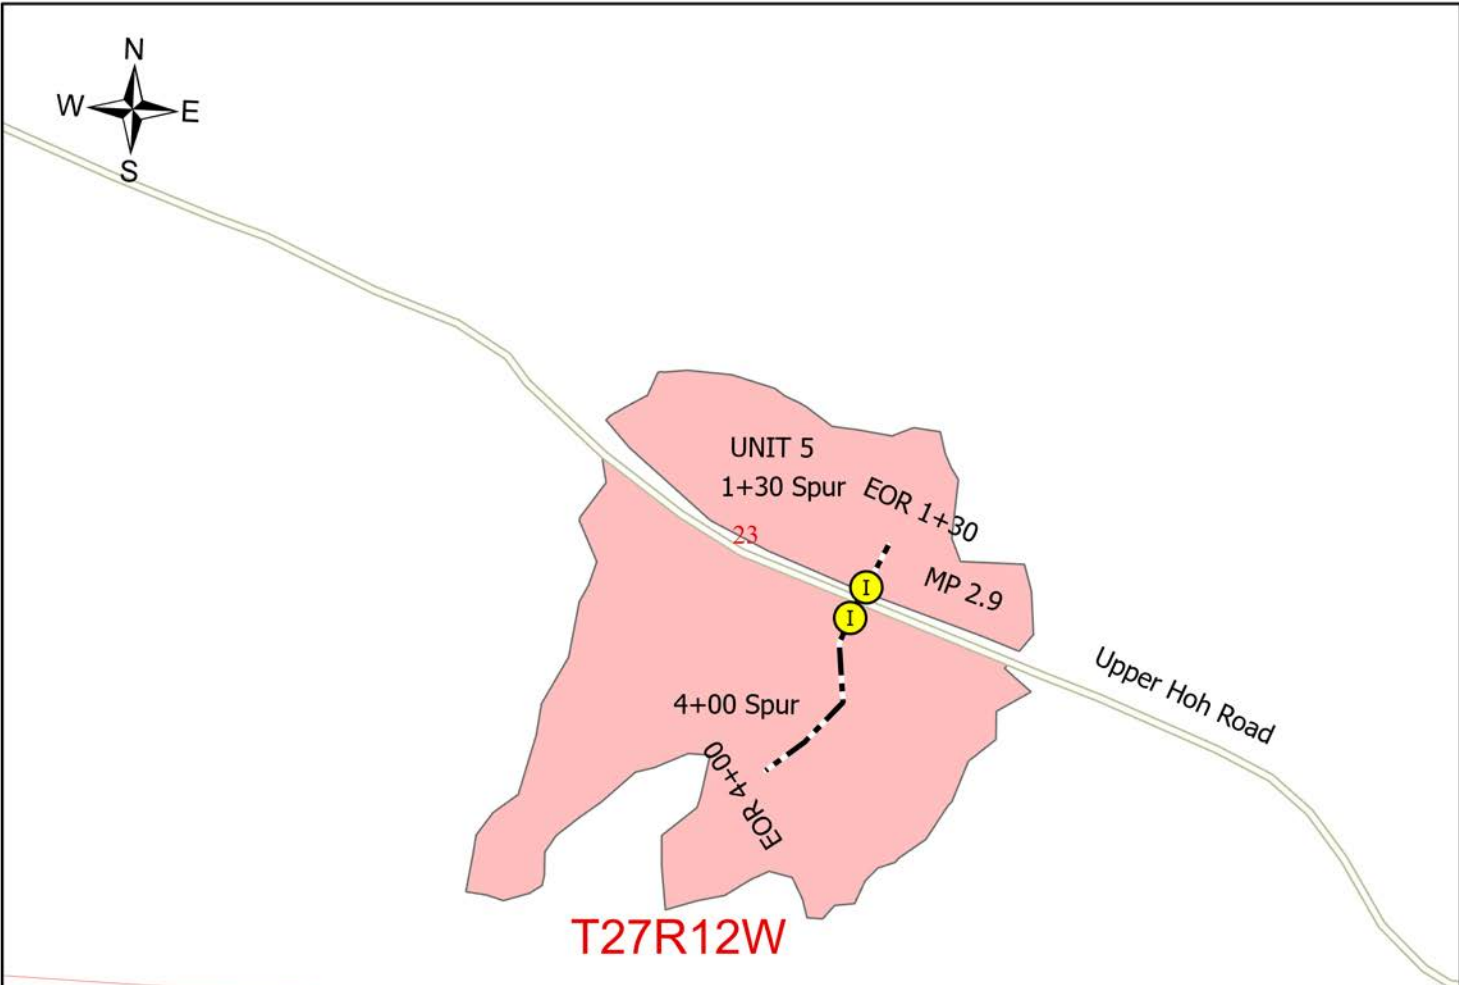 N
W
E
S
UNIT 5
1+30 Spur
EOR 1+30
23
MP 2.9
I
I
Upper Hoh Road
4+00 Spur
EOR 4+00
T27R12W